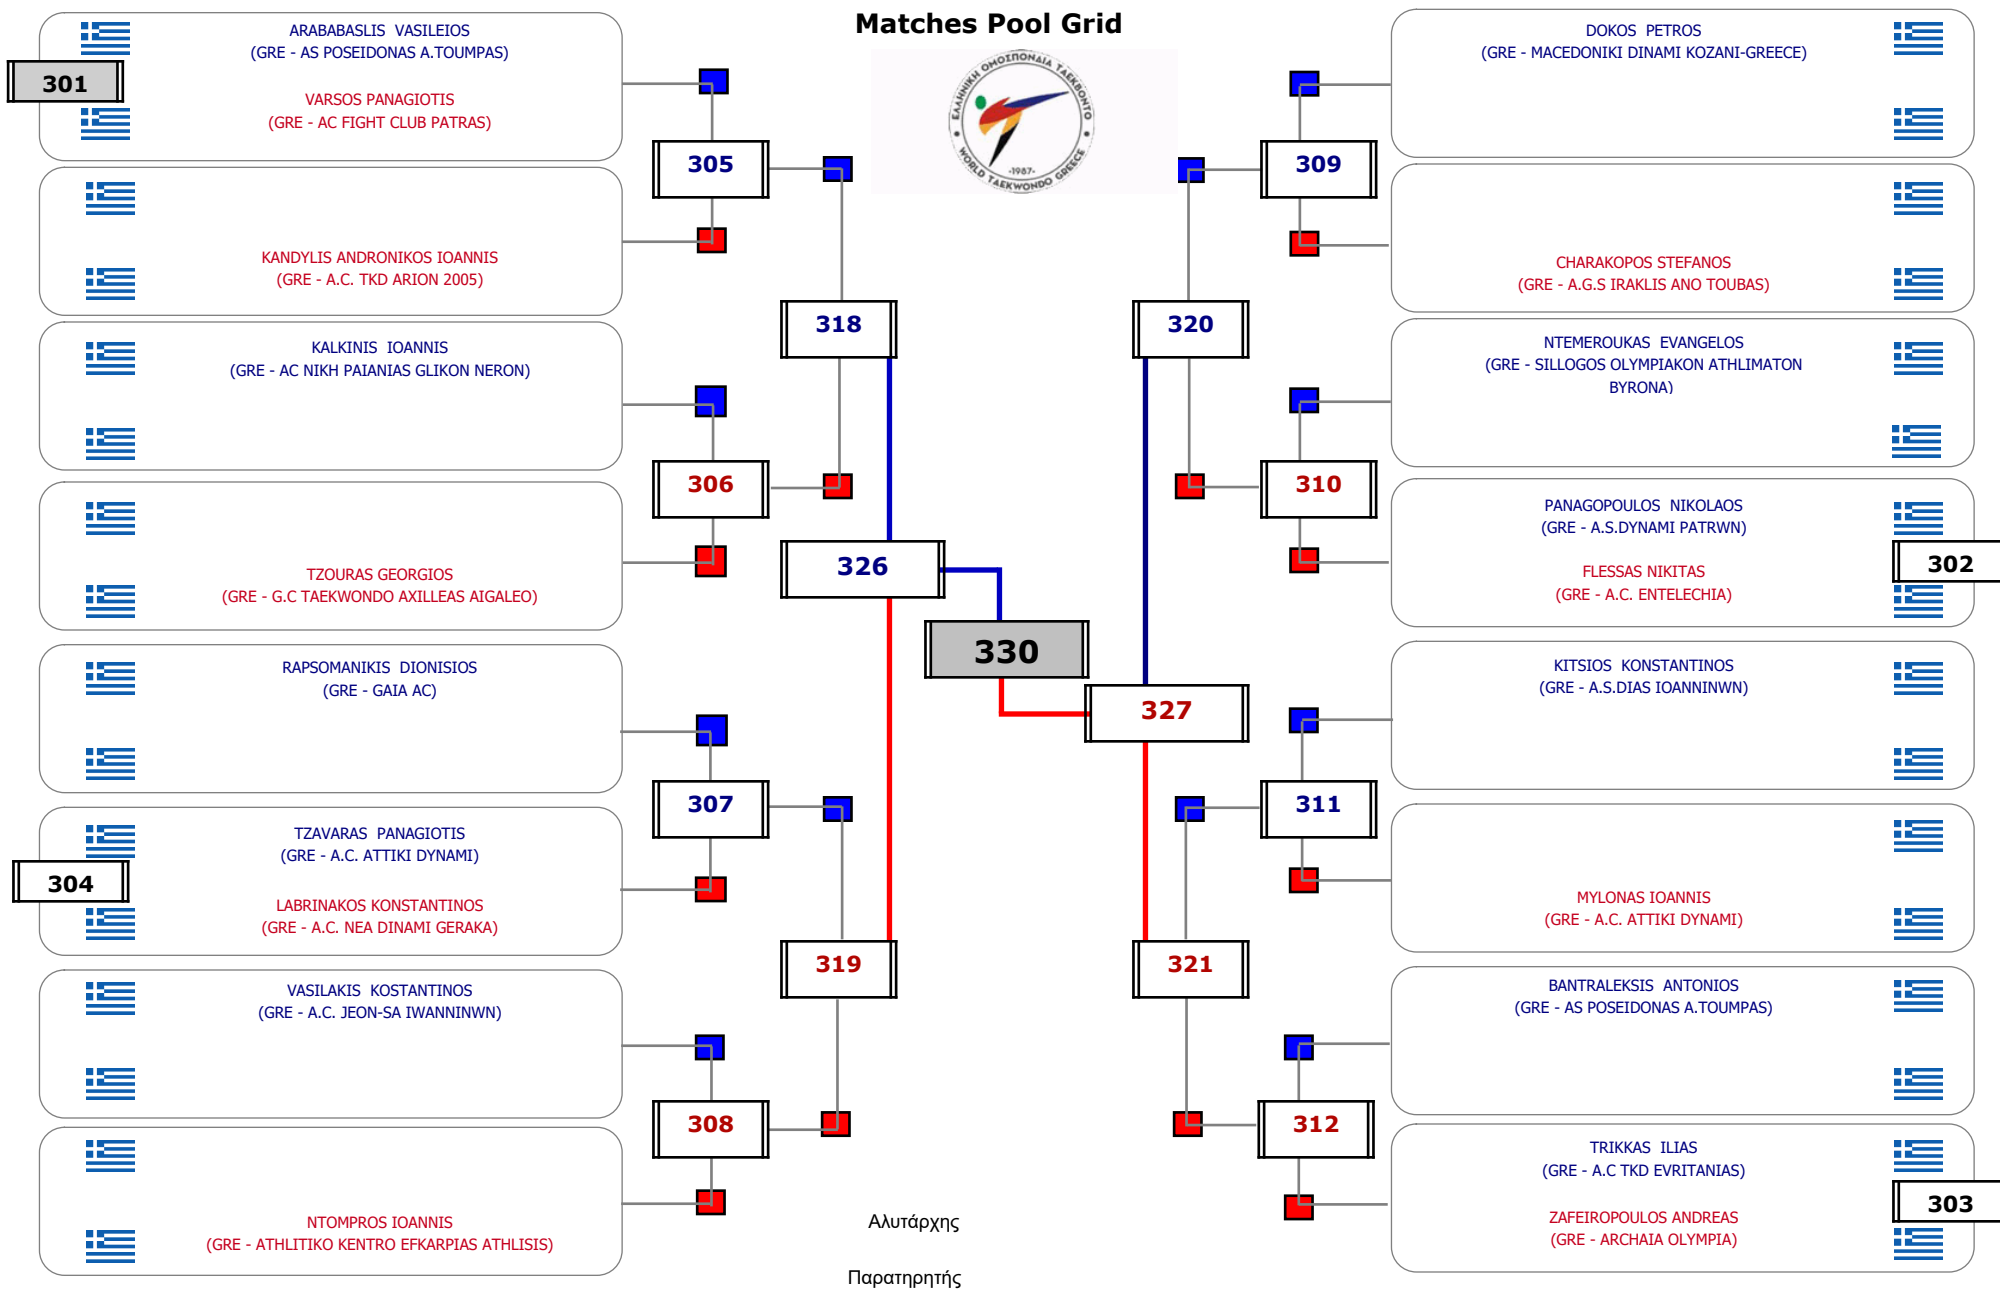 Matches Pool Grid
ΕΛΛΗΝΙΚΗ ΟΜΟΣΠΟΝΔΙΑ ΤΑΕΚΒΟΝΤΟ
-1987-
WORLD TAEKWONDO GREECE
ARABABASLIS VASILEIOS
(GRE - AS POSEIDONAS A.TOUMPAS)
301
VARSOS PANAGIOTIS
(GRE - AC FIGHT CLUB PATRAS)
305
KANDYLIS ANDRONIKOS IOANNIS
(GRE - A.C. TKD ARION 2005)
318
KALKINIS IOANNIS
(GRE - AC NIKH PAIANIAS GLIKON NERON)
306
TZOURAS GEORGIOS
(GRE - G.C TAEKWONDO AXILLEAS AIGALEO)
326
330
RAPSOMANIKIS DIONISIOS
(GRE - GAIA AC)
307
TZAVARAS PANAGIOTIS
(GRE - A.C. ATTIKI DYNAMI)
304
LABRINAKOS KONSTANTINOS
(GRE - A.C. NEA DINAMI GERAKA)
319
VASILAKIS KOSTANTINOS
(GRE - A.C. JEON-SA IWANNINWN)
308
NTOMPROS IOANNIS
(GRE - ATHLITIKO KENTRO EFKARPIAS ATHLISIS)
DOKOS PETROS
(GRE - MACEDONIKI DINAMI KOZANI-GREECE)
309
CHARAKOPOS STEFANOS
(GRE - A.G.S IRAKLIS ANO TOUBAS)
320
NTEMEROUKAS EVANGELOS
(GRE - SILLOGOS OLYMPIAKON ATHLIMATON
BYRONA)
310
PANAGOPOULOS NIKOLAOS
(GRE - A.S.DYNAMI PATRWN)
302
FLESSAS NIKITAS
(GRE - A.C. ENTELECHIA)
327
KITSIOS KONSTANTINOS
(GRE - A.S.DIAS IOANNINWN)
311
MYLONAS IOANNIS
(GRE - A.C. ATTIKI DYNAMI)
321
BANTRALEKSIS ANTONIOS
(GRE - AS POSEIDONAS A.TOUMPAS)
312
TRIKKAS ILIAS
(GRE - A.C TKD EVRITANIAS)
303
ZAFEIROPOULOS ANDREAS
(GRE - ARCHAIA OLYMPIA)
Αλυτάρχης
Παρατηρητής